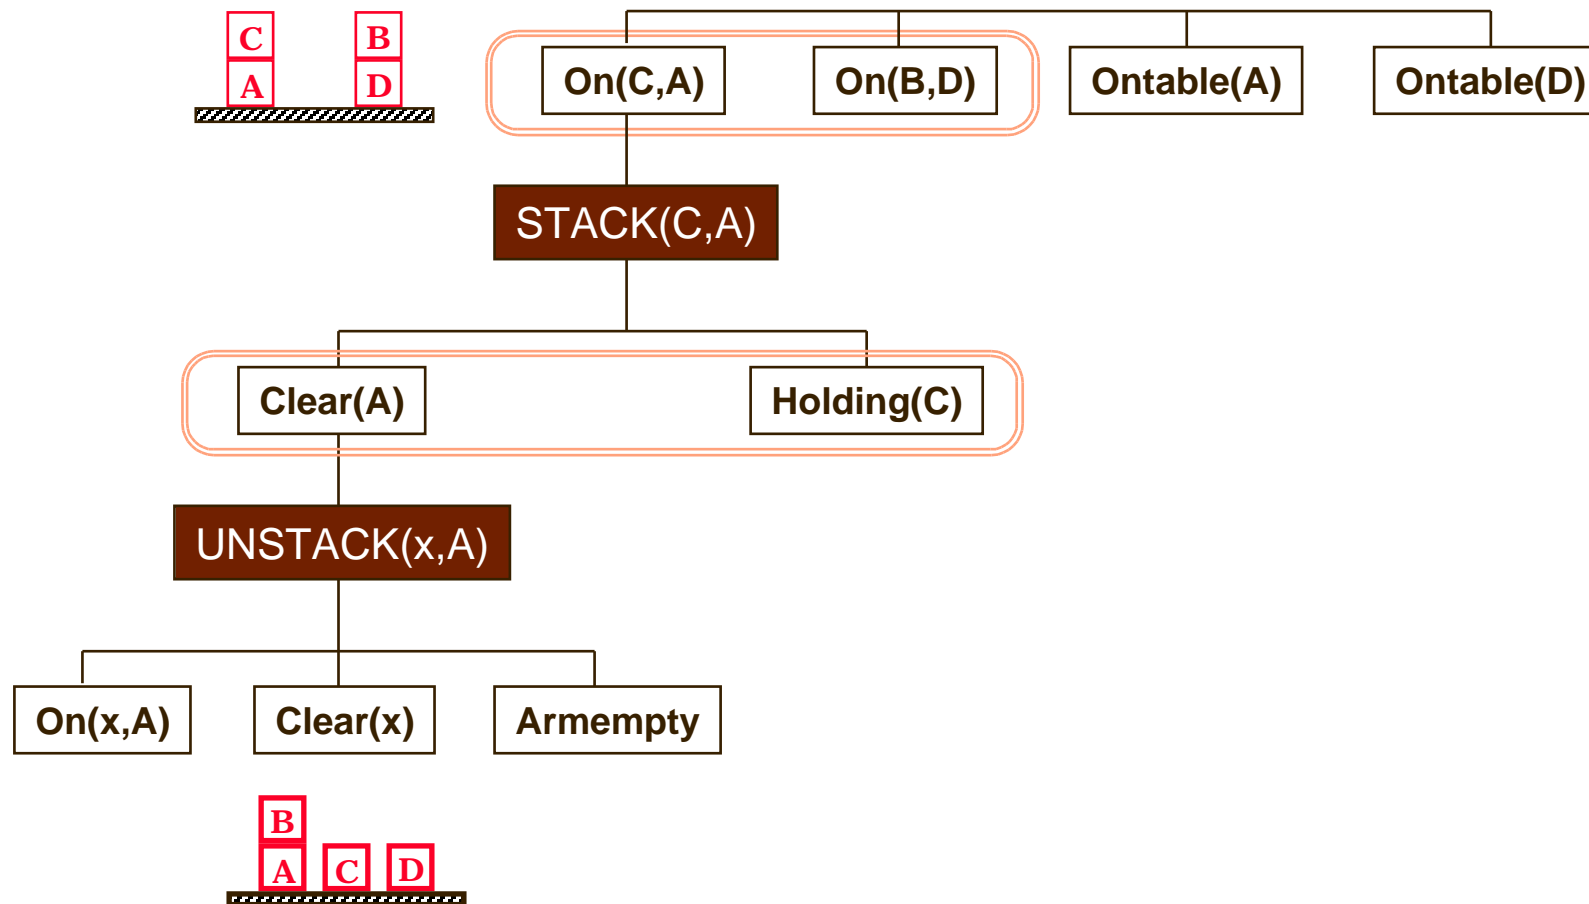 C
A
B
D
On(C,A)
On(B,D)
Ontable(A)
Ontable(D)
STACK(C,A)
Clear(A)
Holding(C)
UNSTACK(x,A)
On(x,A)
Clear(x)
Armempty
B
A
C
D